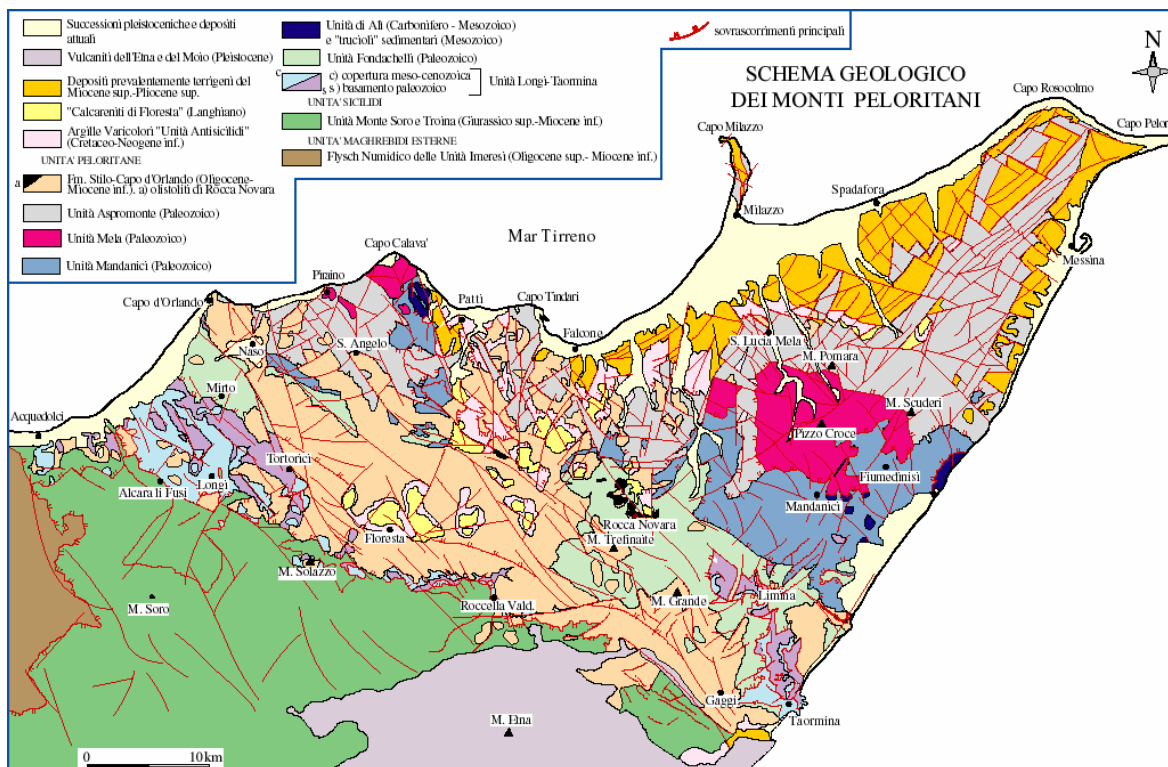 Successioni pleistoceniche e depositi
attuali
Vulcaniti dell'Etna e del Moio (Pleistocene)
Depositi prevalentemente terrigeni del
Miocene sup.-Pliocene sup.
"Calcareniti di Floresta" (Langhiano)
Argille Varicolori "Unità Antisicilidi"
(Cretaceo-Neogene inf.)
UNITA' PELORITANE
a
Fm. Stilo-Capo d'Orlando (Oligocene-
Miocene inf.). a) olistoliti di Rocca Novara
Unità Aspromonte (Paleozoico)
Unità Mela (Paleozoico)
Unità Mandanici (Paleozoico)
Unità di Alì (Carbonifero - Mesozoico)
e "trucioli" sedimentari (Mesozoico)
Unità Fondachelli (Paleozoico)
c
c) copertura meso-cenozoica
s
s) basamento paleozoico
Unità Longi-Taormina
UNITA' SICILIDI
Unità Monte Soro e Troina (Giurassico sup.-Miocene inf.)
UNITA' MAGHREBIDI ESTERNE
Flysch Numidico delle Unità Imeresi (Oligocene sup.- Miocene inf.)
sovrascorrimenti principali
SCHEMA GEOLOGICO
DEI MONTI PELORITANI
N
Capo Rosocolmo
Capo Pelor
Capo Milazzo
Spadafora
Milazzo
Messina
Mar Tirreno
Capo Calava'
Piraino
Capo d'Orlando
Patti
Capo Tindari
Falcone
S. Lucia Mela
M. Pomara
Naso
S. Angelo
Mirto
M. Scuderi
Acquedolci
Pizzo Croce
Tortorici
Fiumedinisi
Alcara li Fusi
Longi
Mandanici
Rocca Novara
Floresta
M. Trefinaite
M. Solazzo
M. Soro
Roccella Vald.
M. Grande
Limina
Gaggi
Taormina
M. Etna
0
10km